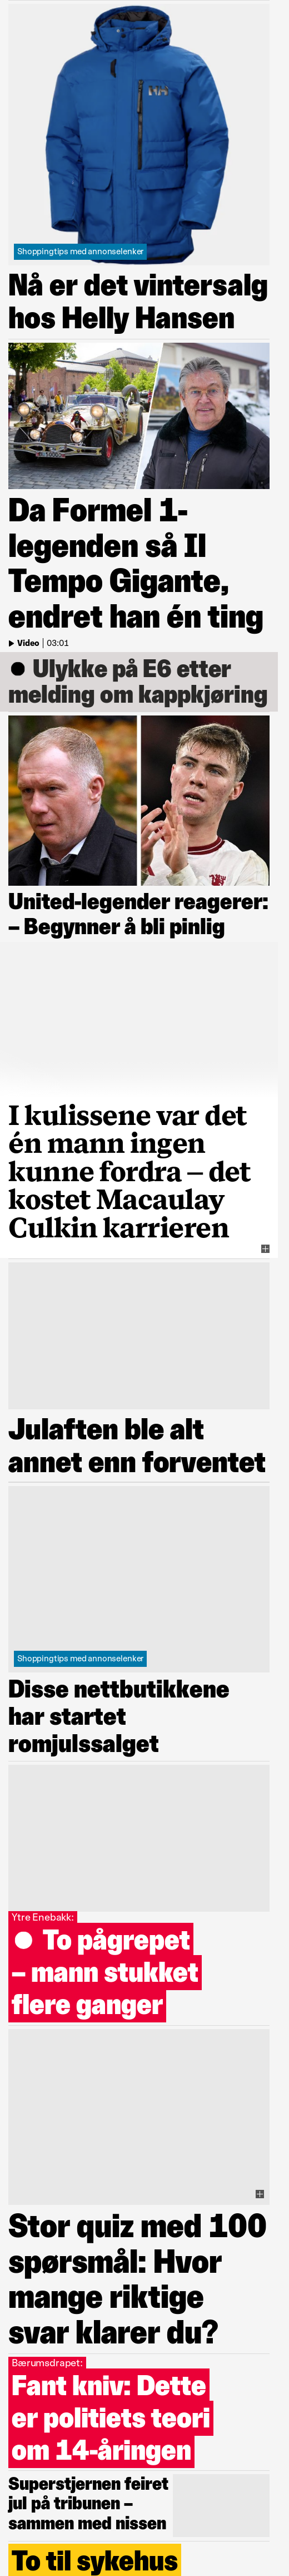 HH
Shoppingtips med annonselenker
Nå er det vintersalg
hos Helly Hansen
Da Formel 1-
legenden så Il
Tempo Gigante,
endret han én ting
Video | 03:01
Ulykke på E6 etter
melding om kappkjøring
United-legender reagerer:
– Begynner å bli pinlig
I kulissene var det
én mann ingen
kunne fordra – det
kostet Macaulay
Culkin karrieren
Julaften ble alt
annet enn forventet
Shoppingtips med annonselenker
Disse nettbutikkene
har startet
romjulssalget
Ytre Enebakk:
To pågrepet
– mann stukket
flere ganger
Stor quiz med 100
spørsmål: Hvor
mange riktige
svar klarer du?
Bærumsdrapet:
Fant kniv: Dette
er politiets teori
om 14-åringen
Superstjernen feiret
jul på tribunen –
sammen med nissen
To til sykehus